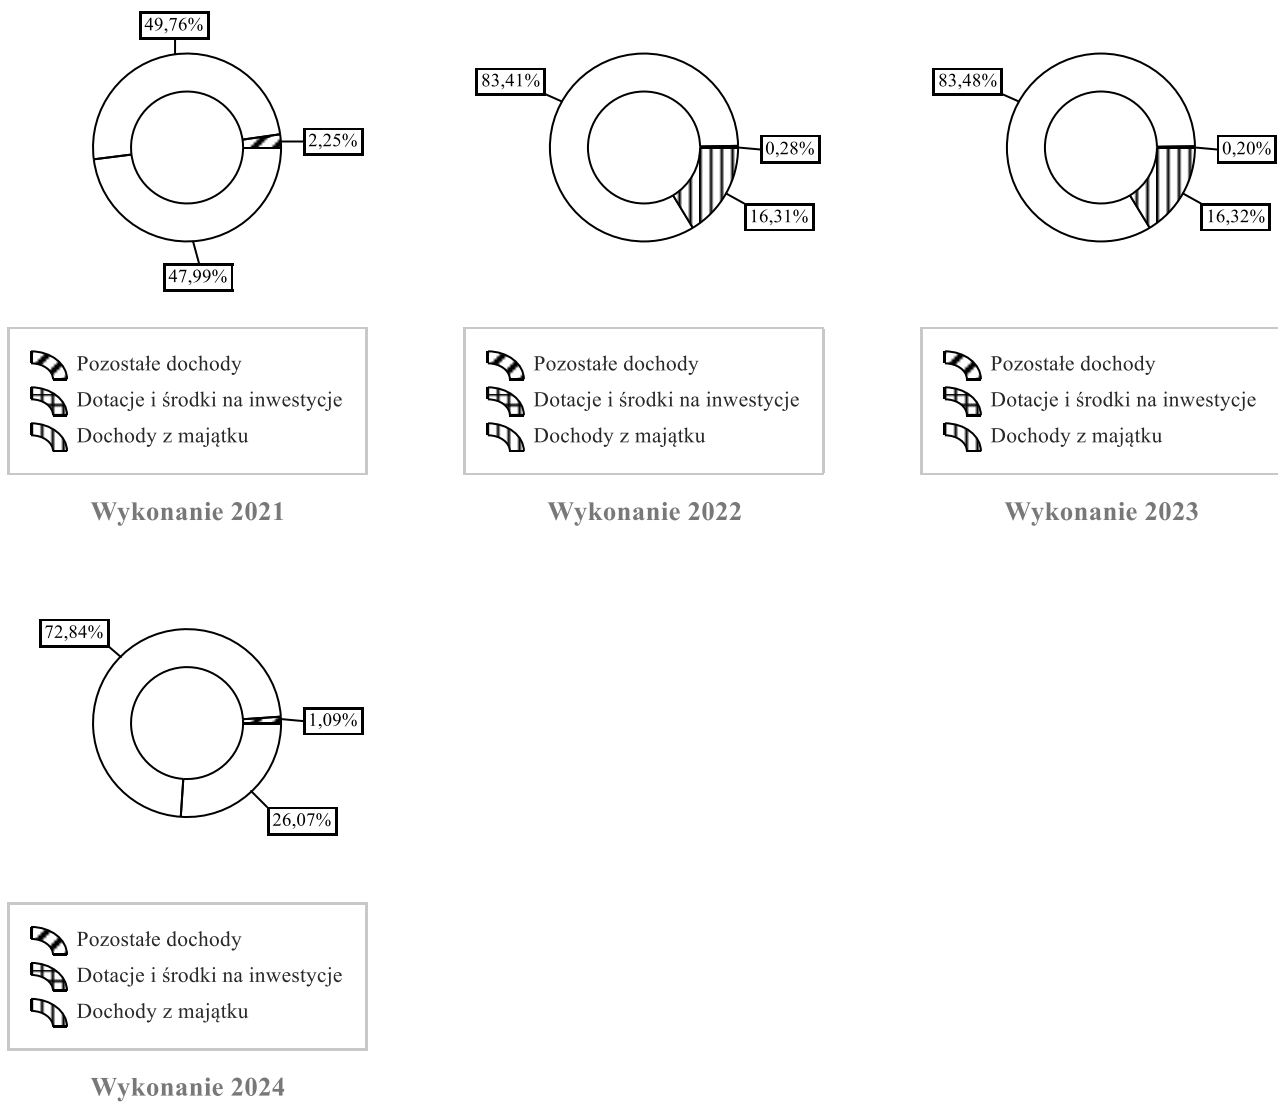 49,76%
2,25%
47,99%
Pozostałe dochody
Dotacje i środki na inwestycje
Dochody z majątku
Wykonanie 2021
83,41%
0,28%
16,31%
Pozostałe dochody
Dotacje i środki na inwestycje
Dochody z majątku
Wykonanie 2022
83,48%
0,20%
16,32%
Pozostałe dochody
Dotacje i środki na inwestycje
Dochody z majątku
Wykonanie 2023
72,84%
1,09%
26,07%
Pozostałe dochody
Dotacje i środki na inwestycje
Dochody z majątku
Wykonanie 2024